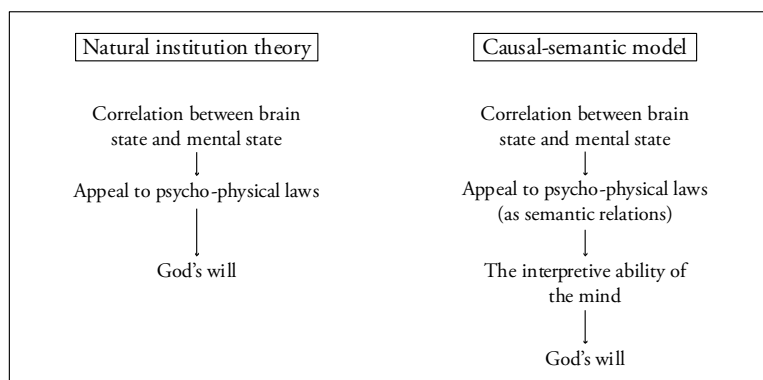 Natural institution theory
Correlation between brain
state and mental state
Appeal to psycho-physical laws
God’s will
Causal-semantic model
Correlation between brain
state and mental state
Appeal to psycho-physical laws
(as semantic relations)
The interpretive ability of
the mind
God’s will